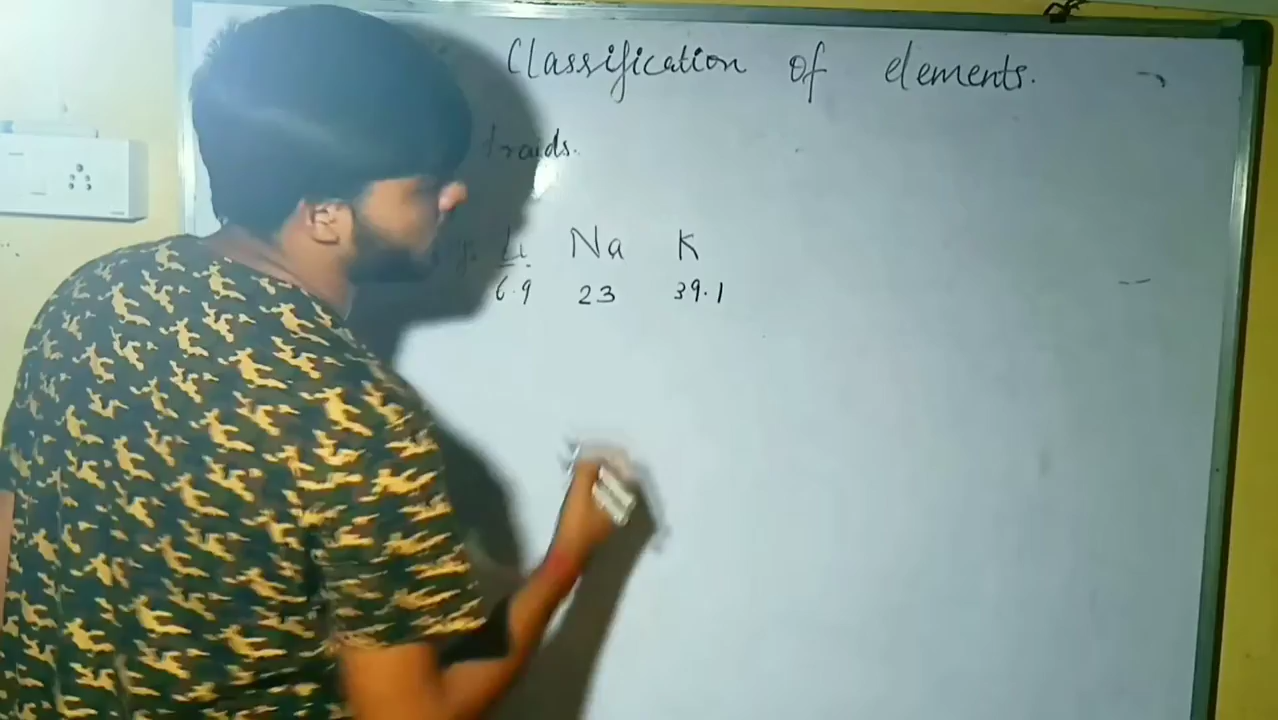 Classification of elements.
traids.
Li Na K
6.9 23 39.1